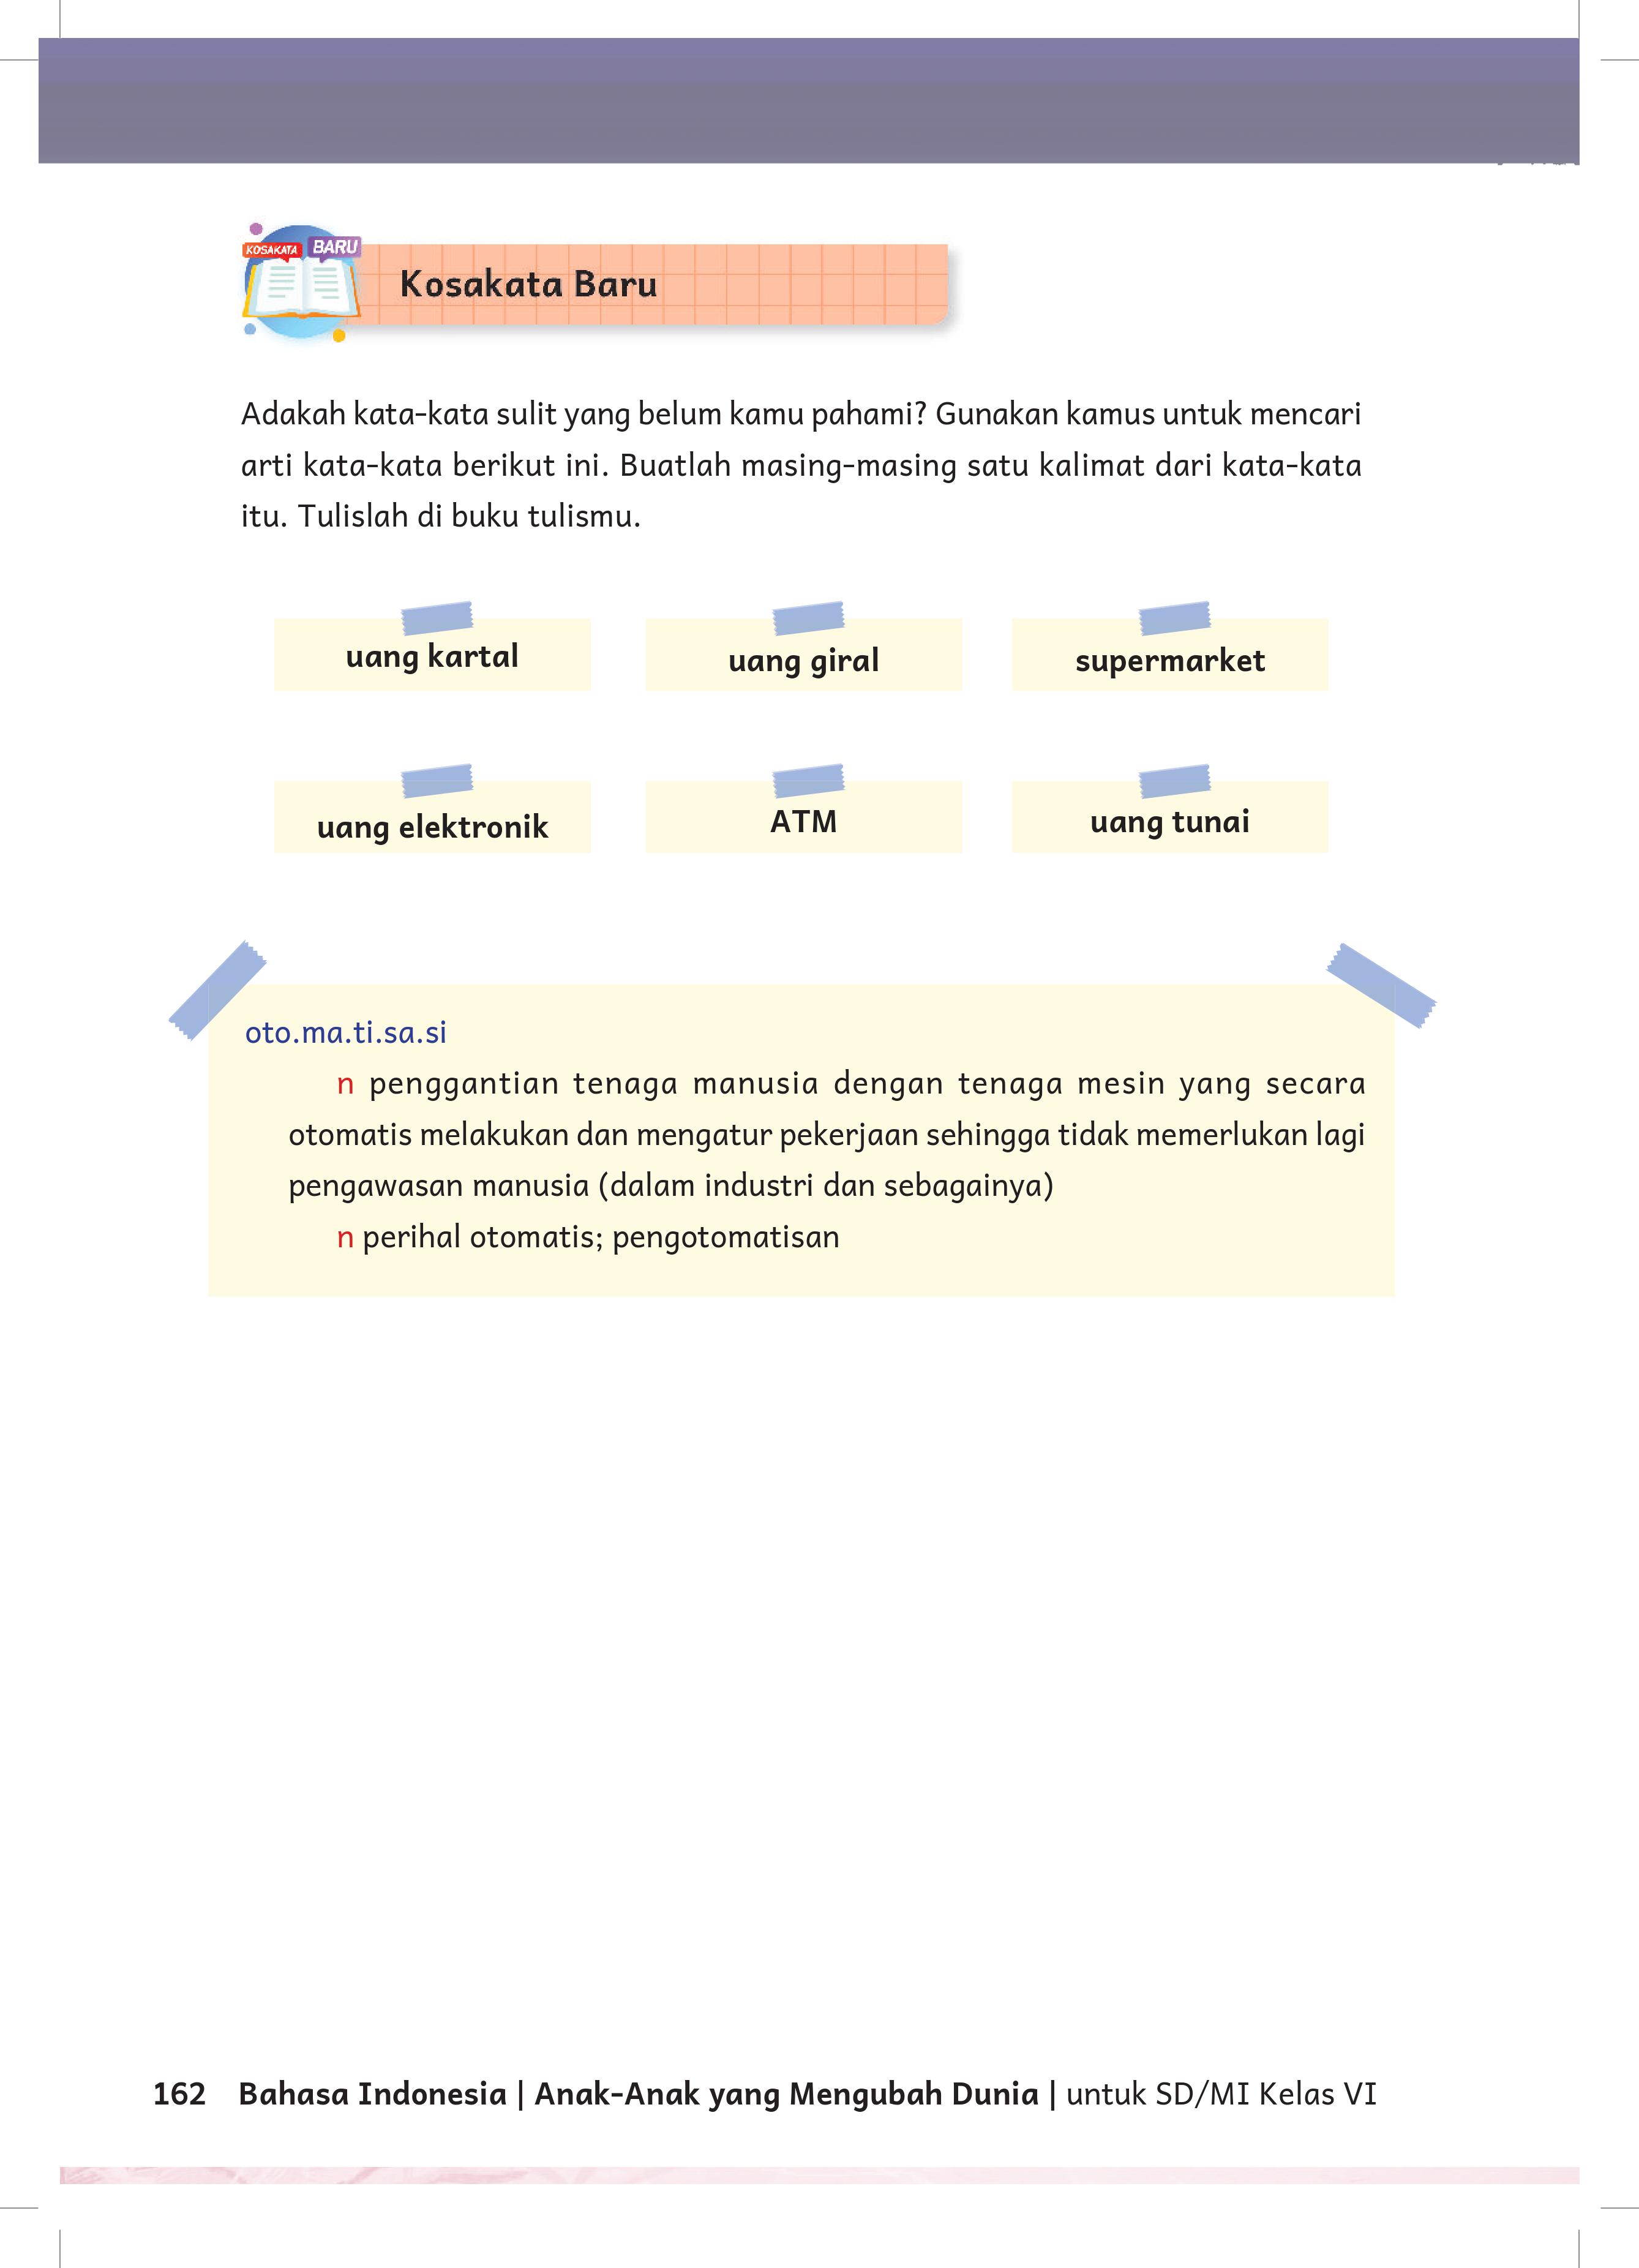 KOSAKATA BARU
Kosakata Baru
Adakah kata-kata sulit yang belum kamu pahami? Gunakan kamus untuk mencari
arti kata-kata berikut ini. Buatlah masing-masing satu kalimat dari kata-kata
itu. Tulislah di buku tulismu.
uang kartal
uang giral
supermarket
uang elektronik
ATM
uang tunai
oto.ma.ti.sa.si
n penggantian tenaga manusia dengan tenaga mesin yang secara
otomatis melakukan dan mengatur pekerjaan sehingga tidak memerlukan lagi
pengawasan manusia (dalam industri dan sebagainya)
n perihal otomatis; pengotomatisan
162 Bahasa Indonesia | Anak-Anak yang Mengubah Dunia | untuk SD/MI Kelas VI